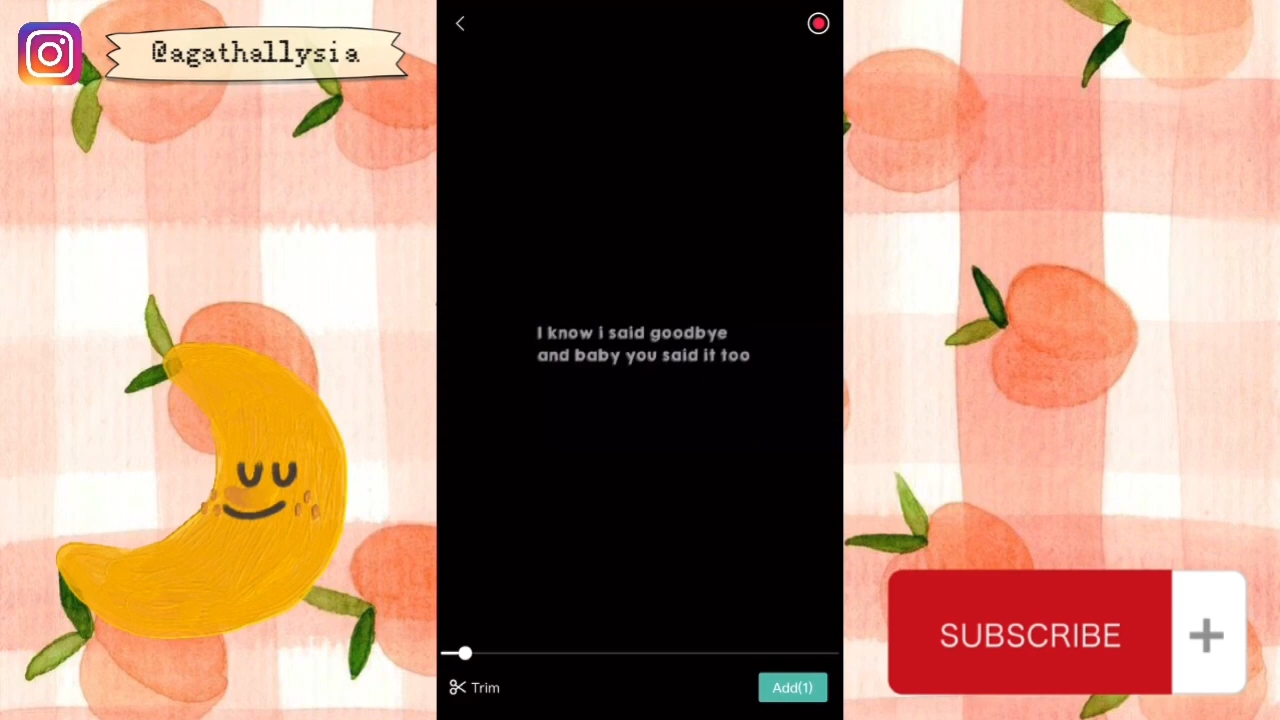 @agathallysia
I know i said goodbye
and baby you said it too
Trim
Add(1)
SUBSCRIBE +